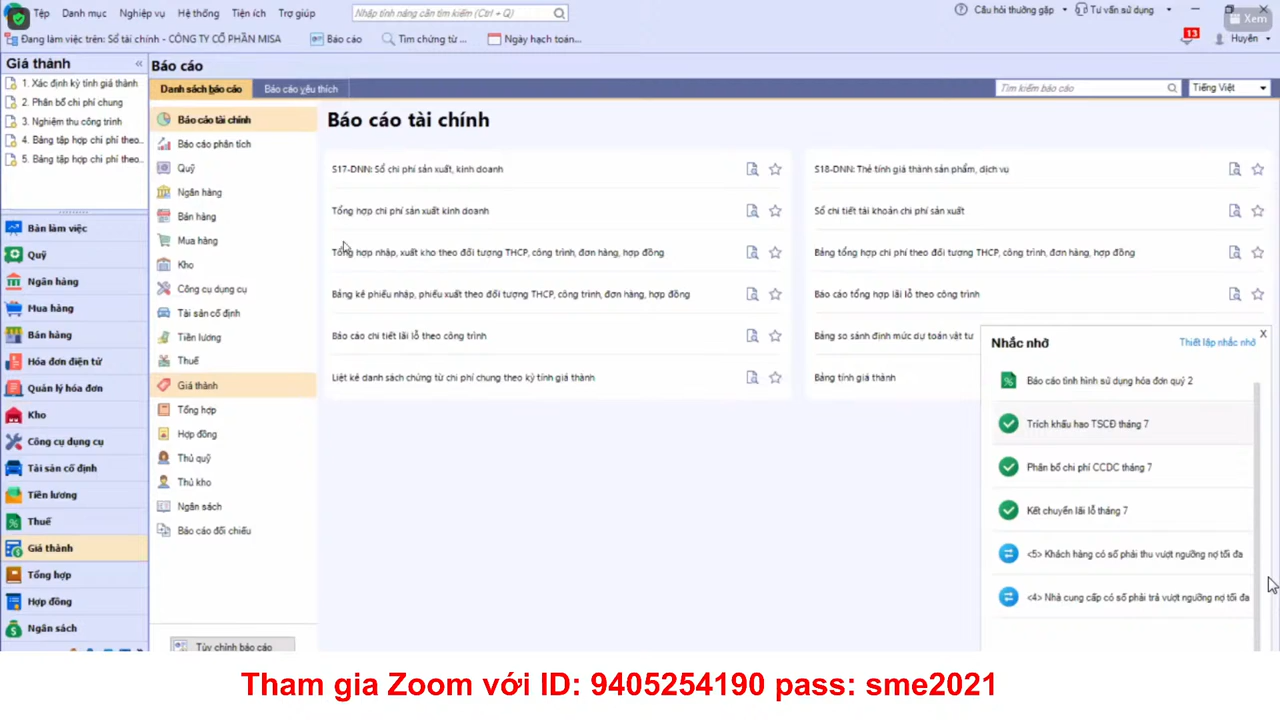 Tệp Danh mục Nghiệp vụ Hệ thống Tiện ích Trợ giúp
Nhập tính năng cần tìm kiếm (Ctrl + Q)
Câu hỏi thường gặp
Tư vấn sử dụng
Xem
Đang làm việc trên: Sổ tài chính - CÔNG TY CỔ PHẦN MISA
Báo cáo
Tìm chứng từ ...
Ngày hạch toán...
13
Huyên
Giá thành
1. Xác định kỳ tính giá thành
2. Phân bổ chi phí chung
3. Nghiệm thu công trình
4. Bảng tập hợp chi phí theo..
5. Bảng tập hợp chi phí theo...
Bàn làm việc
Quỹ
Ngân hàng
Mua hàng
Bán hàng
Hóa đơn điện tử
Quản lý hóa đơn
Kho
Công cụ dụng cụ
Tài sản cố định
Tiền lương
Thuế
Giá thành
Tổng hợp
Hợp đồng
Ngân sách
Báo cáo
Danh sách báo cáo
Báo cáo yêu thích
Tìm kiếm báo cáo
Tiếng Việt
Báo cáo tài chính
Báo cáo phân tích
Quỹ
Ngân hàng
Bán hàng
Mua hàng
Kho
Công cụ dụng cụ
Tài sản cố định
Tiền lương
Thuế
Giá thành
Tổng hợp
Hợp đồng
Thủ quỹ
Thủ kho
Ngân sách
Báo cáo đối chiếu
Tùy chỉnh báo cáo
Báo cáo tài chính
S17-DNN: Sổ chi phí sản xuất, kinh doanh
S18-DNN: Thẻ tính giá thành sản phẩm, dịch vụ
Tổng hợp chi phí sản xuất kinh doanh
Sổ chi tiết tài khoản chi phí sản xuất
Tổng hợp nhập, xuất kho theo đối tượng THCP, công trình, đơn hàng, hợp đồng
Bảng tổng hợp chi phí theo đối tượng THCP, công trình, đơn hàng, hợp đồng
Bảng kê phiếu nhập, phiếu xuất theo đối tượng THCP, công trình, đơn hàng, hợp đồng
Báo cáo tổng hợp lãi lỗ theo công trình
Báo cáo chi tiết lãi lỗ theo công trình
Bảng so sánh định mức dự toán vật tư
Liệt kê danh sách chứng từ chi phí chung theo kỳ tính giá thành
Bảng tính giá thành
Nhắc nhở
Thiết lập nhắc nhở
X
Báo cáo tình hình sử dụng hóa đơn quý 2
Trích khấu hao TSCĐ tháng 7
Phân bổ chi phí CCDC tháng 7
Kết chuyển lãi lỗ tháng 7
<5> Khách hàng có số phải thu vượt ngưỡng nợ tối đa
<4> Nhà cung cấp có số phải trả vượt ngưỡng nợ tối đa
Tham gia Zoom với ID: 9405254190 pass: sme2021